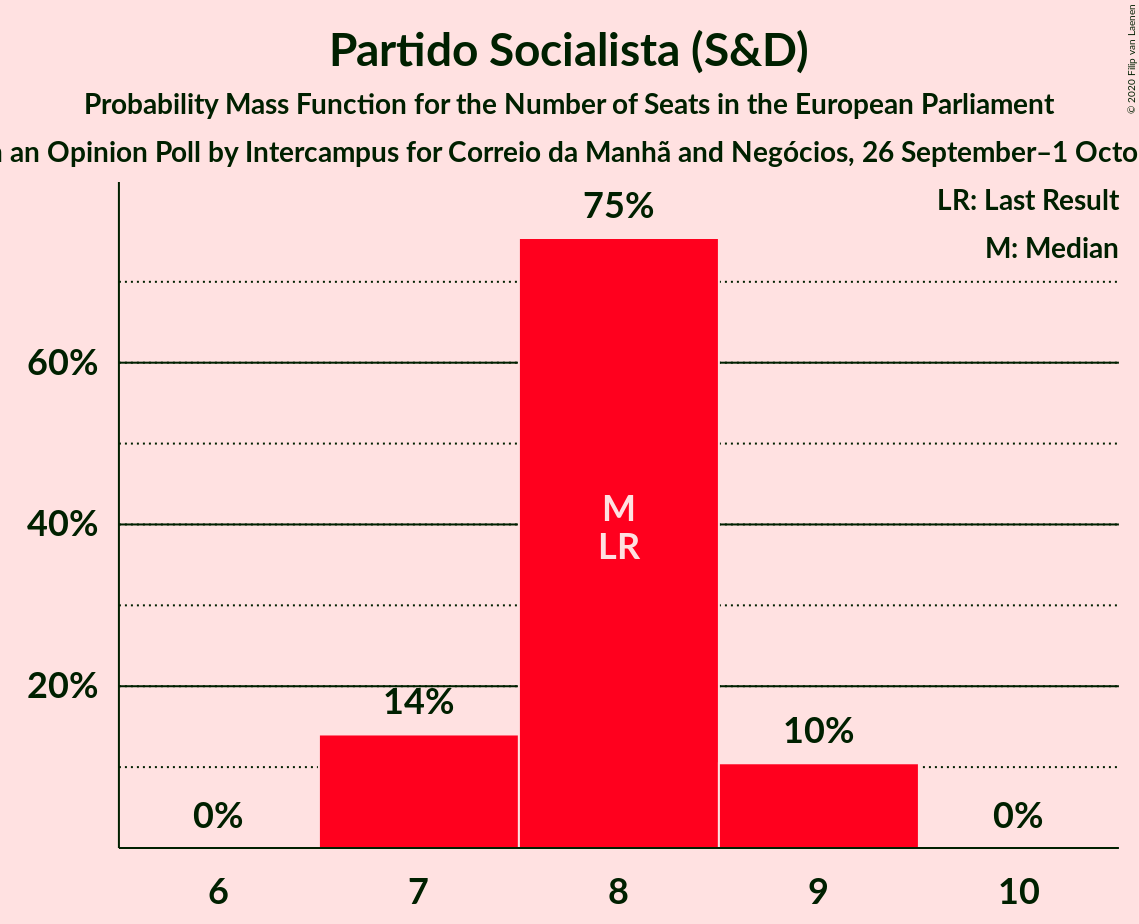 Partido Socialista (S&D)
Probability Mass Function for the Number of Seats in the European Parliament
an Opinion Poll by Intercampus for Correio da Manhã and Negócios, 26 September–1
LR: Last Result
M: Median
75%
60%
40%
20%
M
LR
14%
10%
0%
0%
6 7 8 9 10
© 2020 Filip van Laenen